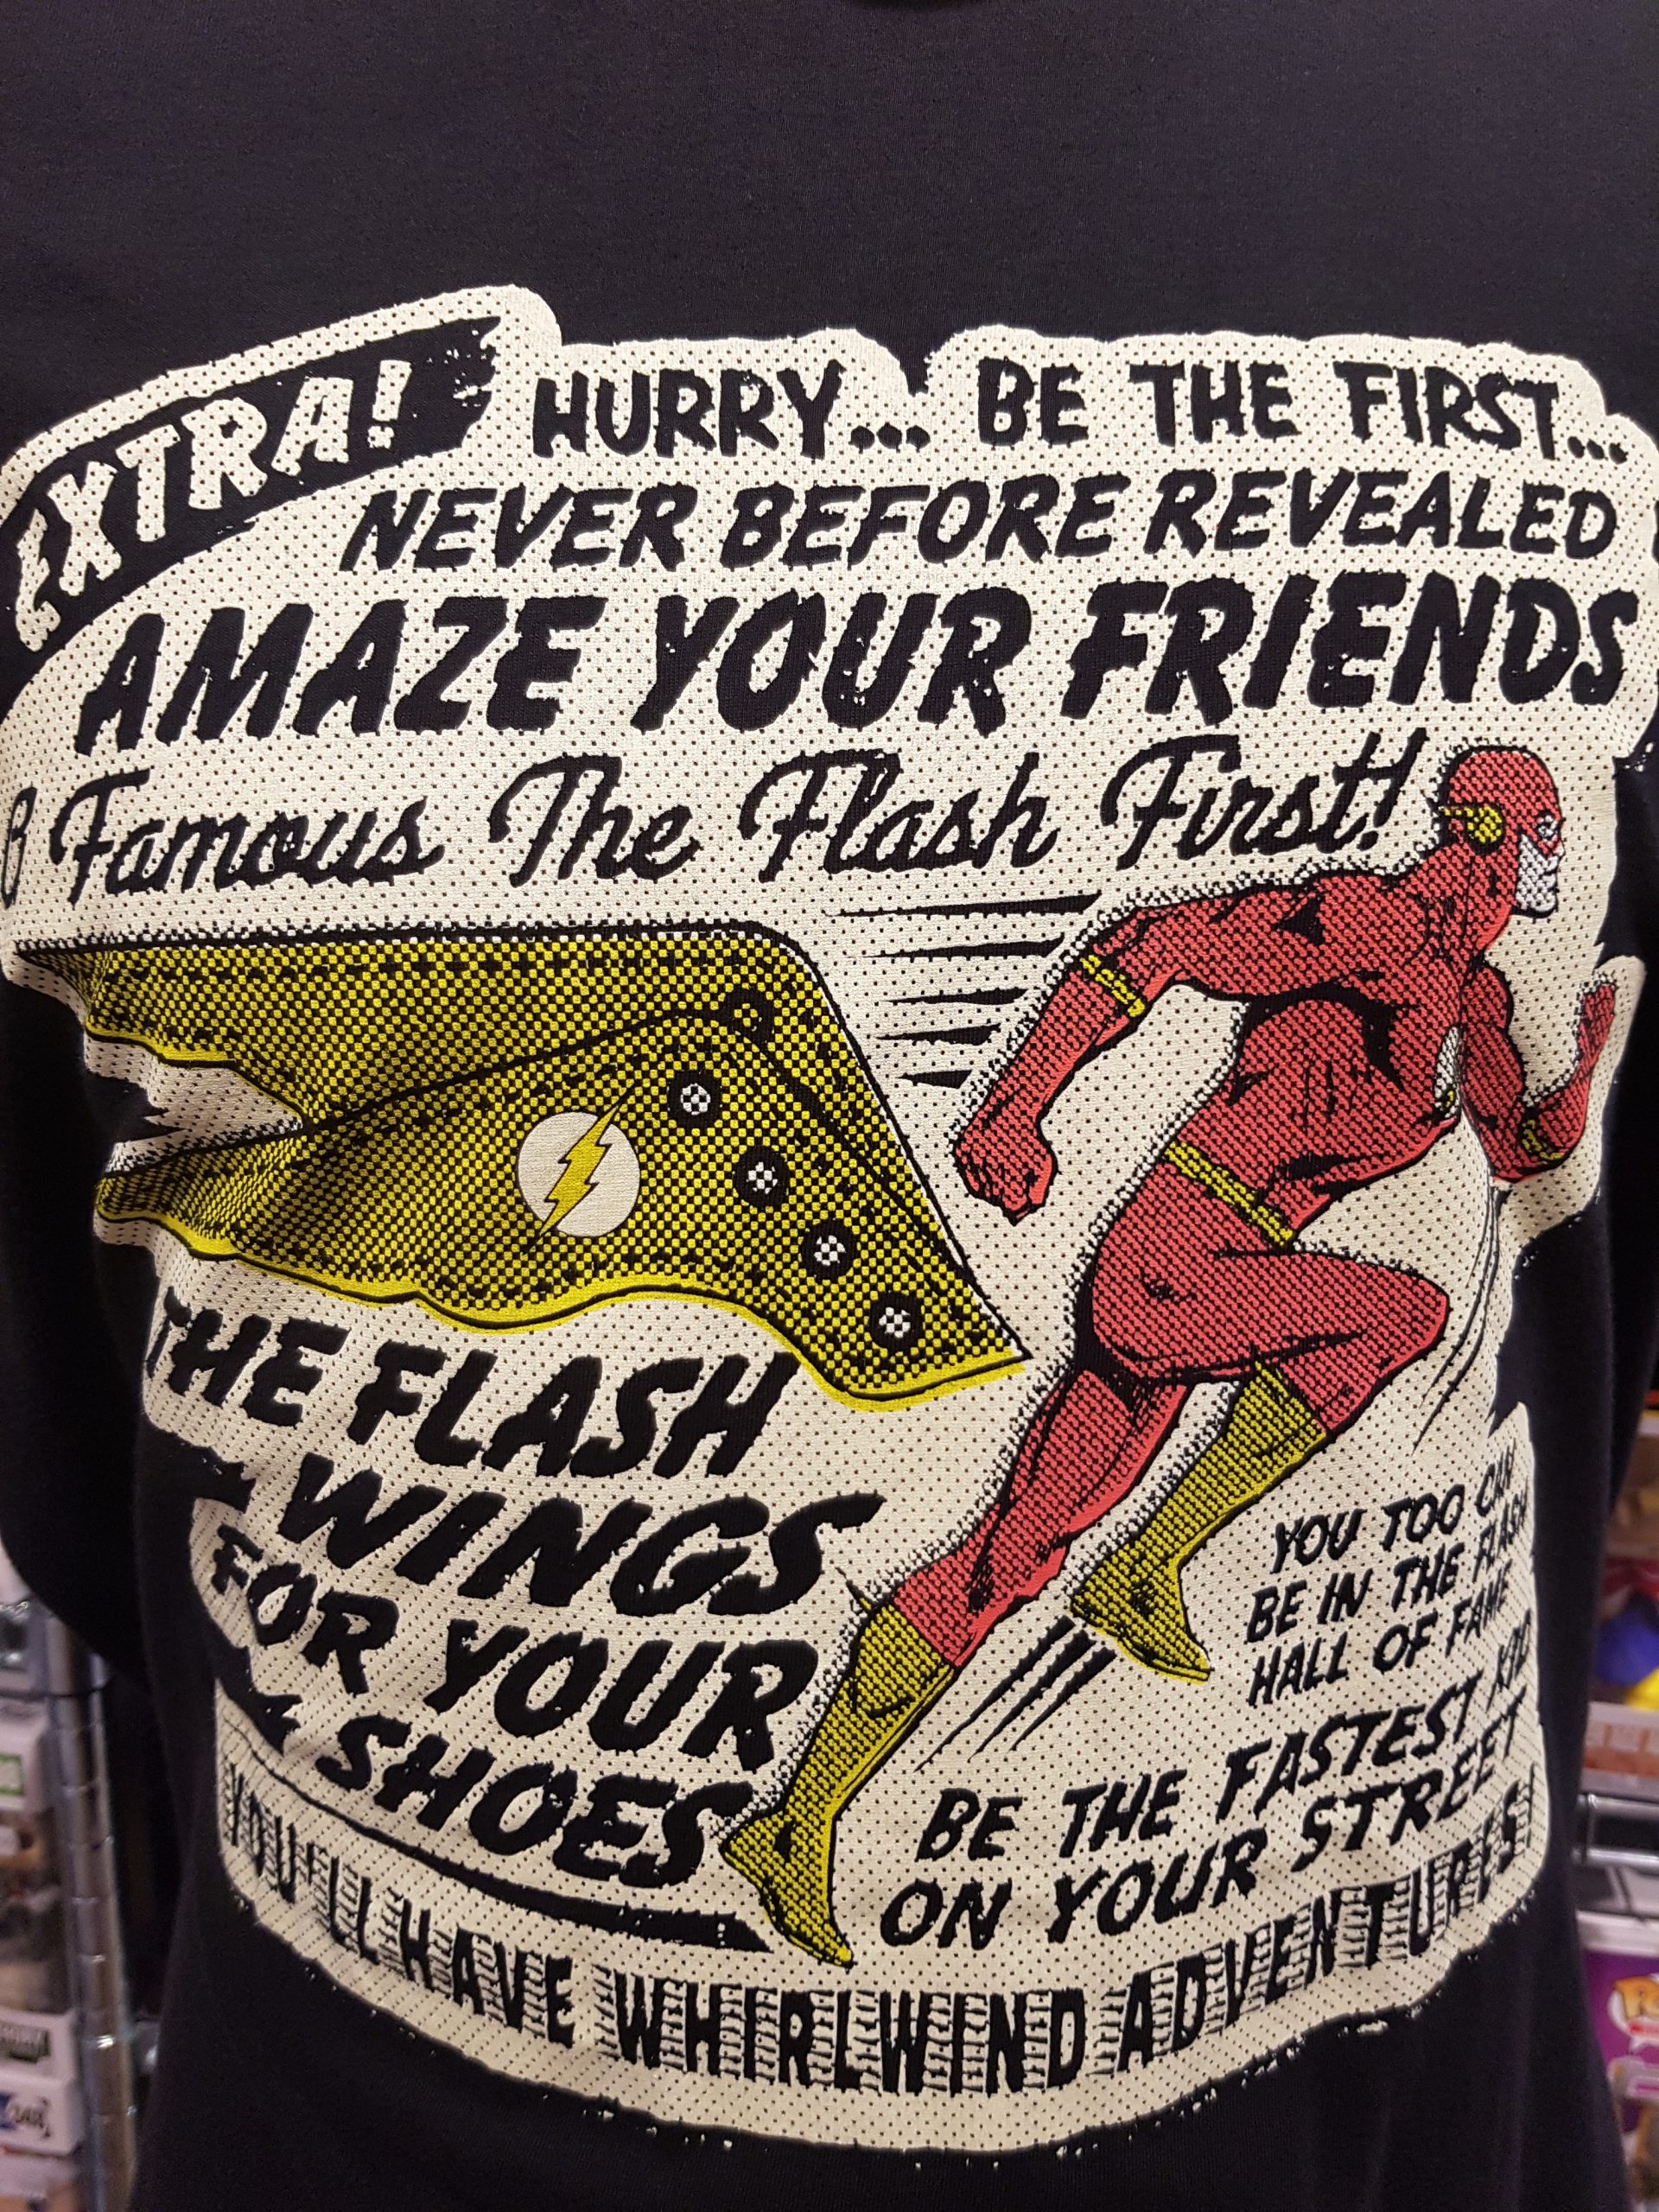 EXTRA!
HURRY... BE THE FIRST...
NEVER BEFORE REVEALED
AMAZE YOUR FRIENDS
Famous The Flash First!
THE FLASH
WINGS
FOR YOUR
SHOES
YOU TOO CAN
BE IN THE FLASH
HALL OF FAME
BE THE FASTEST KID
ON YOUR STREET
YOU'LL HAVE WHIRLWIND ADVENTURES!